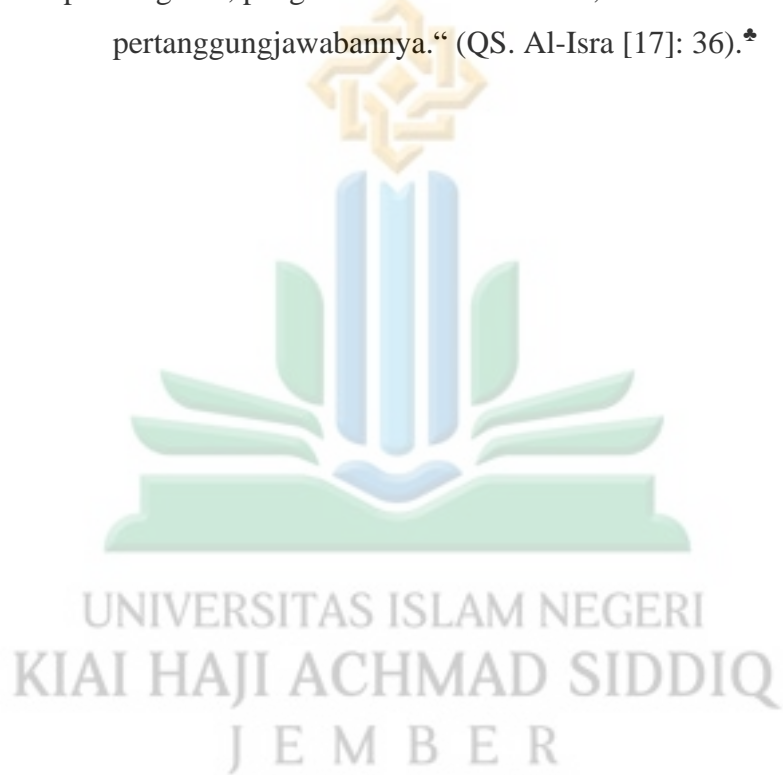 pertanggungjawabannya.“ (QS. Al-Isra [17]: 36).♣
UNIVERSITAS ISLAM NEGERI
KIAI HAJI ACHMAD SIDDIQ
J E M B E R